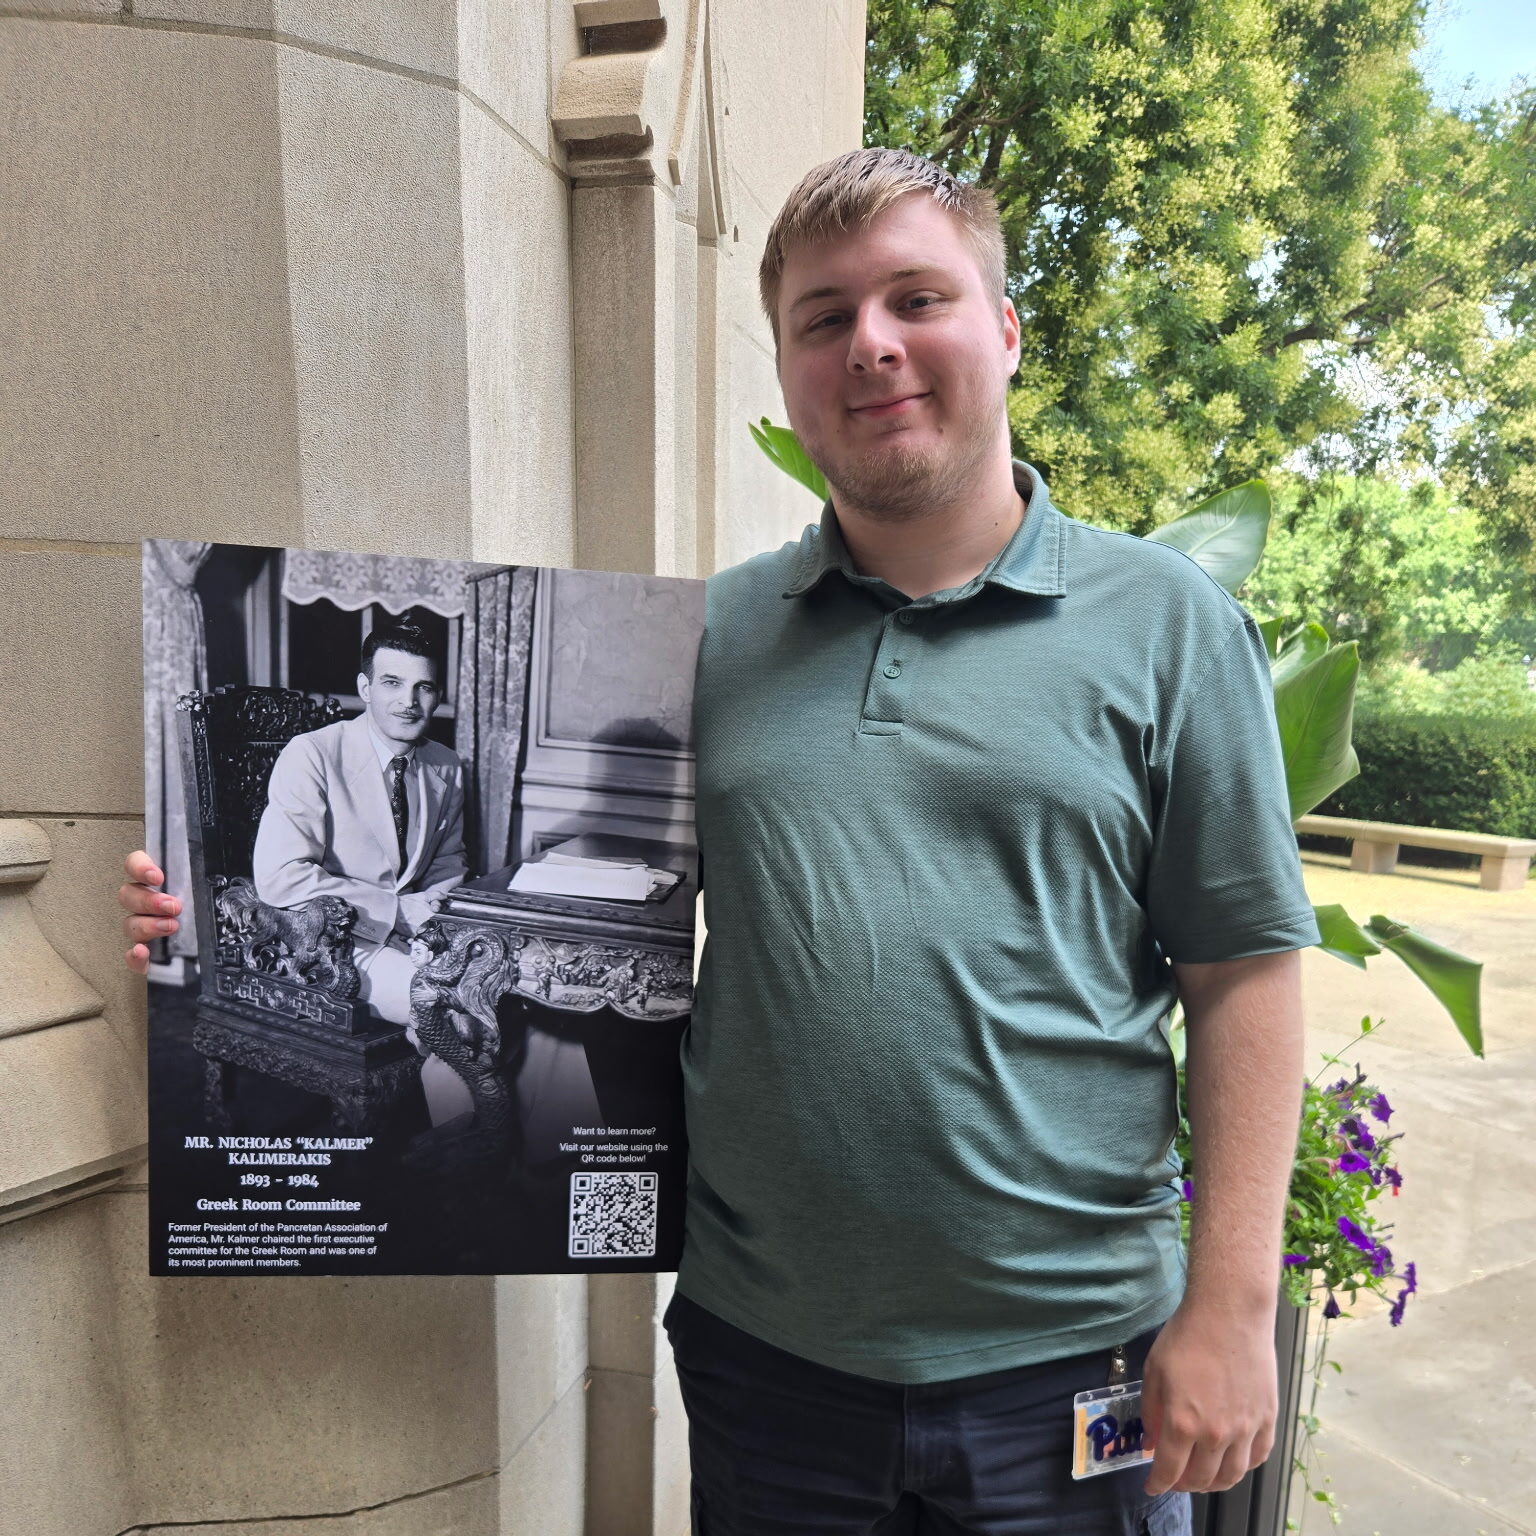 MR. NICHOLAS “KALMER”
KALIMERAKIS
1893 – 1984
Greek Room Committee
Former President of the Pancretan Association of
America, Mr. Kalmer chaired the first executive
committee for the Greek Room and was one of
its most prominent members.
Want to learn more?
Visit our website using the
QR code below!
Pitt